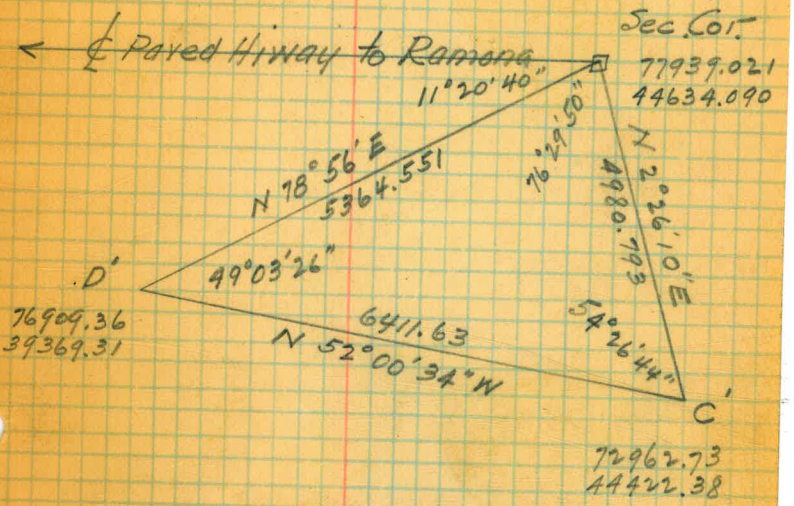 Sec. Cor.
℄ Paved Hiway to Ramona
77939.021
44634.090
11°20'40"
76°29'50"
N 2°26'10"E
4980.793
N 78°56' E
5364.551
D'
49°03'26"
76909.36
39369.31
6411.63
N 52°00'34"W
54°26'44"
C'
72962.73
44422.38